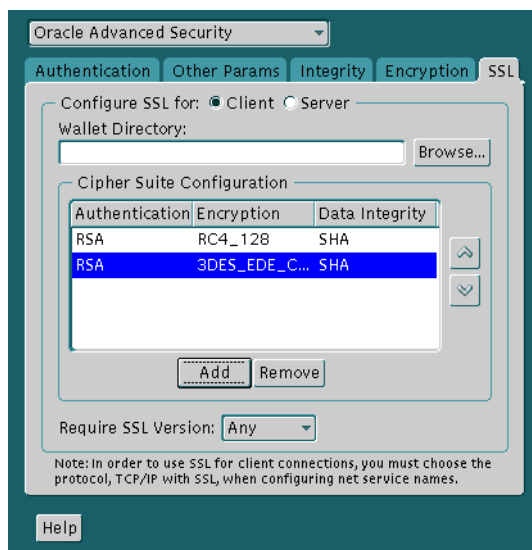 Oracle Advanced Security
Authentication Other Params Integrity Encryption SSL
Configure SSL for: Client Server
Wallet Directory:
Browse...
Cipher Suite Configuration
Authentication Encryption Data Integrity
RSA RC4_128 SHA
RSA 3DES_EDE_C... SHA
Add Remove
Require SSL Version: Any
Note: In order to use SSL for client connections, you must choose the
protocol, TCP/IP with SSL, when configuring net service names.
Help